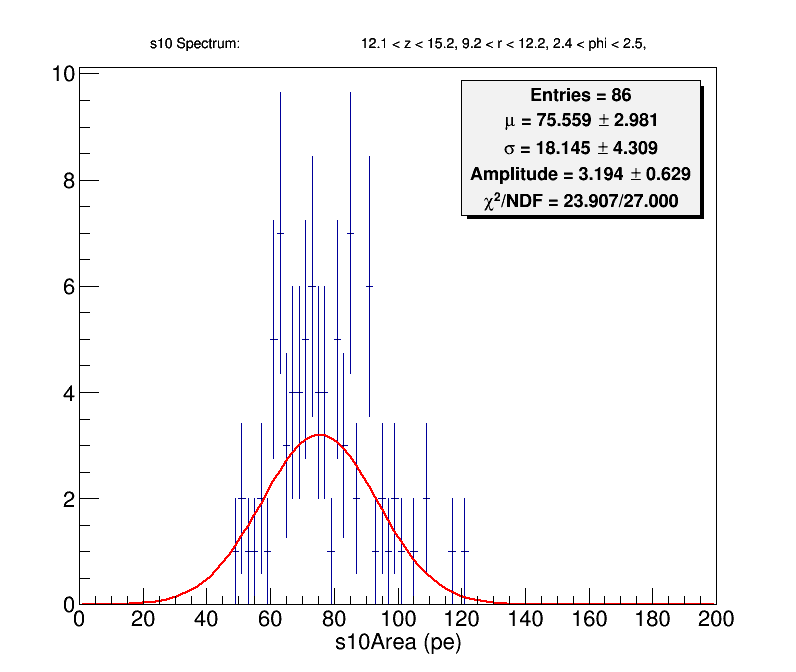 s10 Spectrum: 12.1 < z < 15.2, 9.2 < r < 12.2, 2.4 < phi < 2.5,
Entries = 86
μ = 75.559 ± 2.981
σ = 18.145 ± 4.309
Amplitude = 3.194 ± 0.629
χ²/NDF = 23.907/27.000
10
8
6
4
2
0
0 20 40 60 80 100 120 140 160 180 200
s10Area (pe)